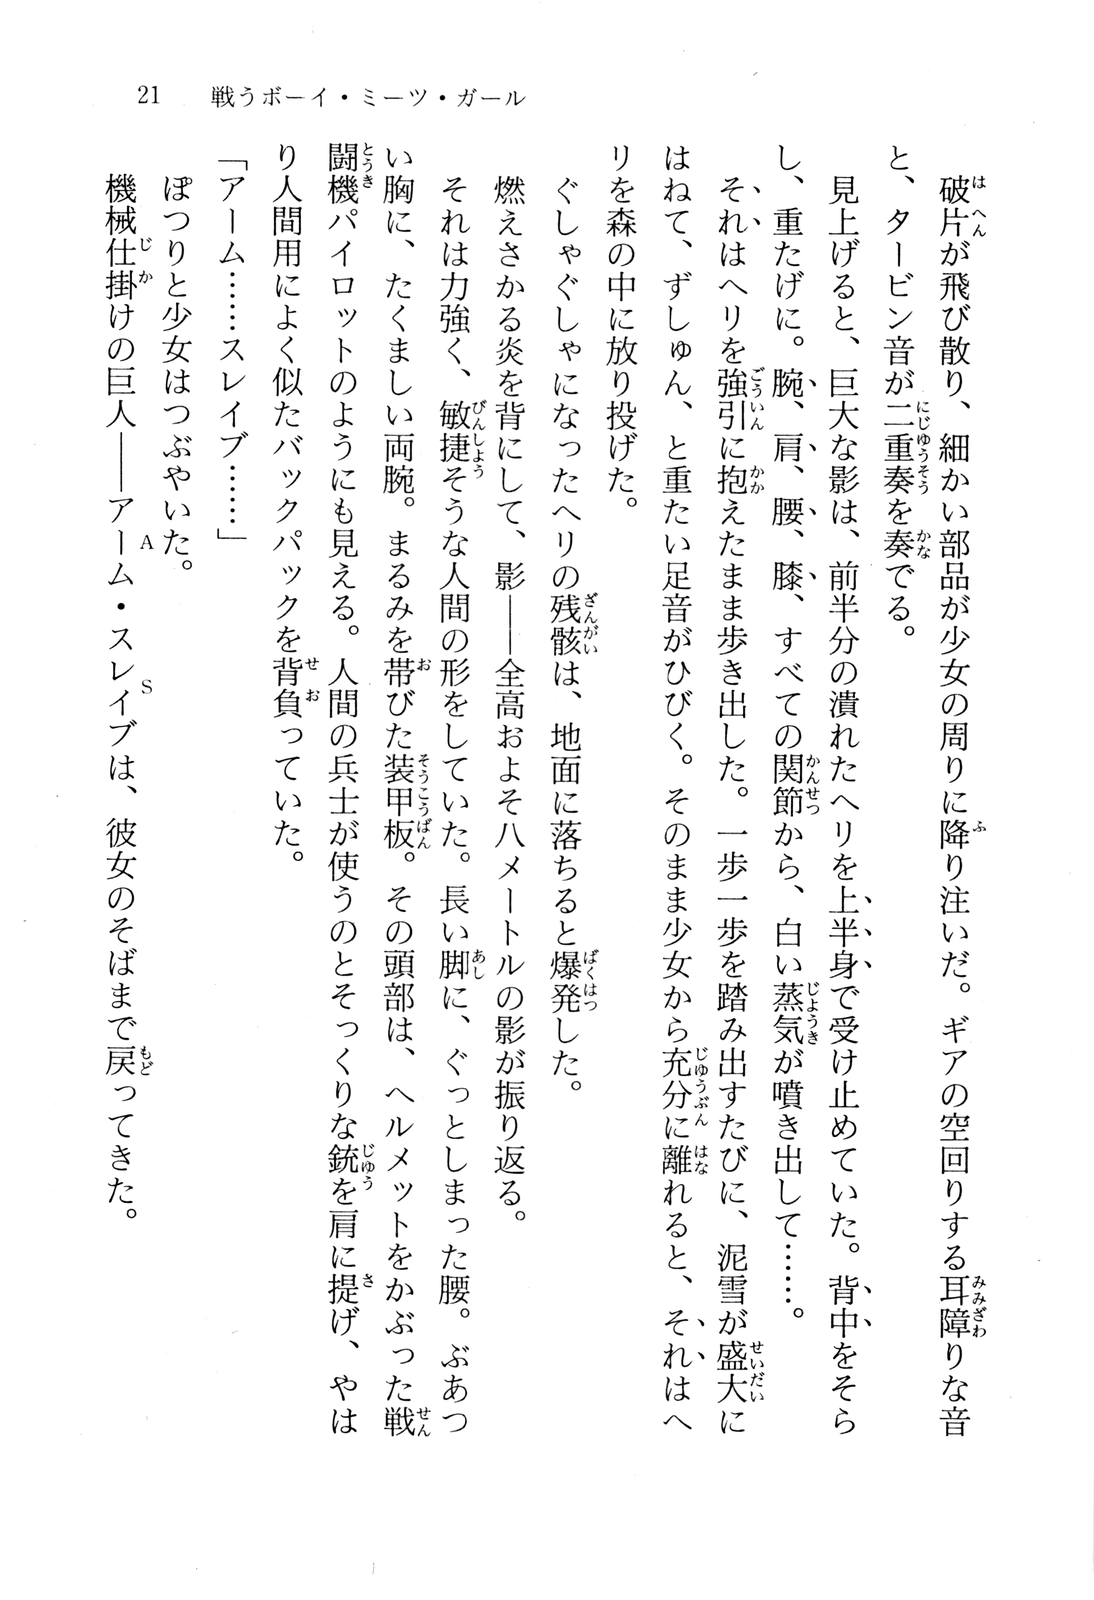 21　戦うボーイ・ミーツ・ガール
　破片が飛び散り、細かい部品が少女の周りに降り注いだ。ギアの空回りする耳障りな音
と、タービン音が二重奏を奏でる。
　見上げると、巨大な影は、前半分の潰れたヘリを上半身で受け止めていた。背中をそら
し、重たげに。腕、肩、腰、膝、すべての関節から、白い蒸気が噴き出して……。
　それはヘリを強引に抱えたまま歩き出した。一歩一歩を踏み出すたびに、泥雪が盛大に
はねて、ずしゅん、と重たい足音がひびく。そのまま少女から充分に離れると、それはヘ
リを森の中に放り投げた。
　ぐしゃぐしゃになったヘリの残骸は、地面に落ちると爆発した。
　燃えさかる炎を背にして、影――全高およそ八メートルの影が振り返る。
　それは力強く、敏捷そうな人間の形をしていた。長い脚に、ぐっとしまった腰。ぶあつ
い胸に、たくましい両腕。まるみを帯びた装甲板。その頭部は、ヘルメットをかぶった戦
闘機パイロットのようにも見える。人間の兵士が使うのとそっくりな銃を肩に提げ、やは
り人間用によく似たバックパックを背負っていた。
「アーム……スレイブ……」
　ぽつりと少女はつぶやいた。
　機械仕掛けの巨人――アーム・スレイブは、彼女のそばまで戻ってきた。